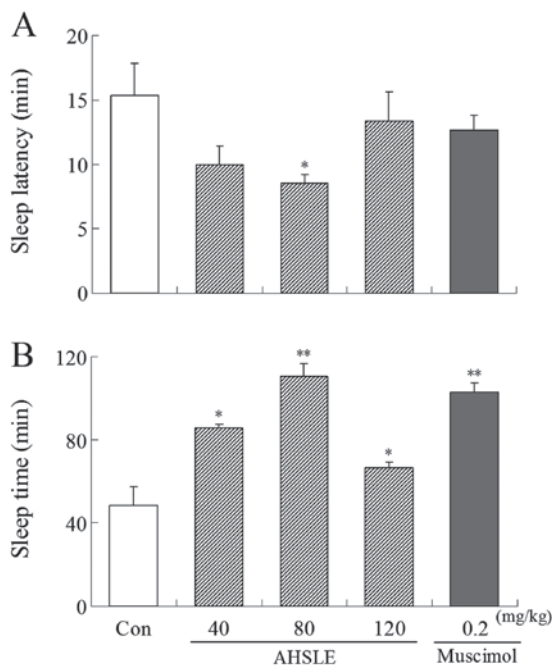 A
20
15
10
5
0
Sleep latency (min)
*
B
120
80
40
0
Sleep time (min)
*
**
*
**
Con 40 80 120 0.2 (mg/kg)
AHSLE Muscimol